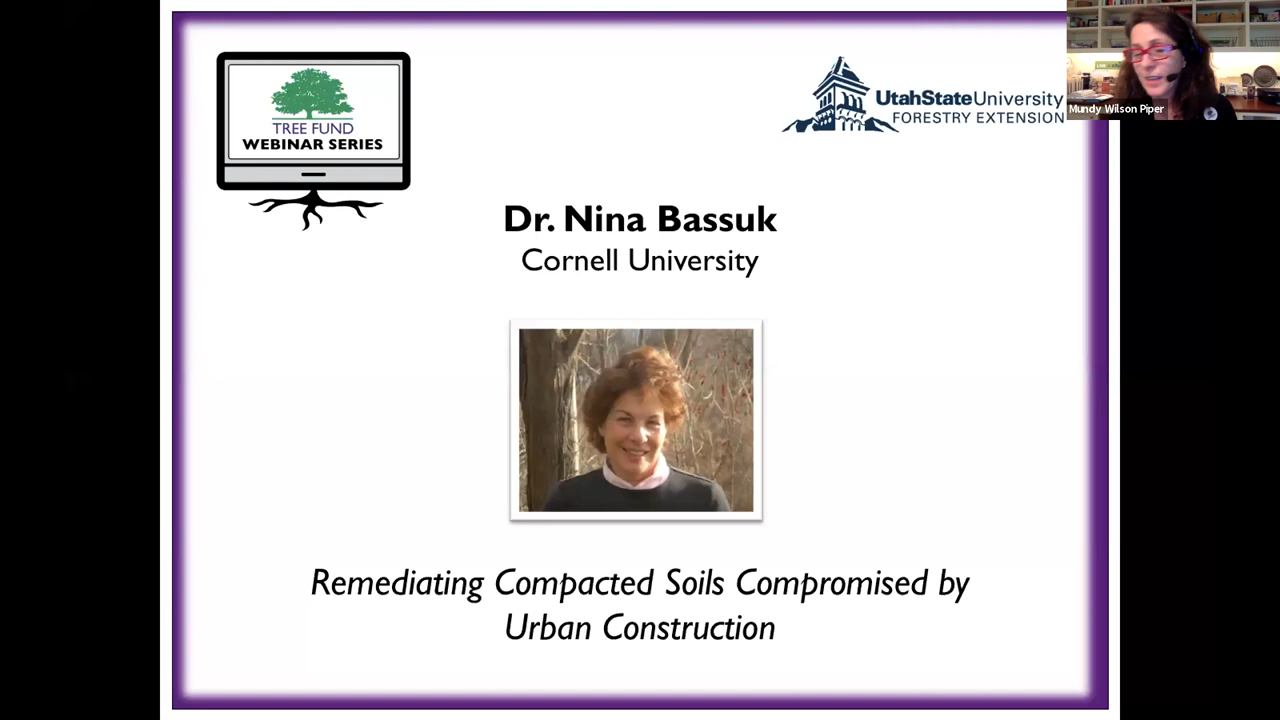 TREE FUND
WEBINAR SERIES
UtahStateUniversity
FORESTRY EXTENSION
Mundy Wilson Piper
Dr. Nina Bassuk
Cornell University
Remediating Compacted Soils Compromised by
Urban Construction